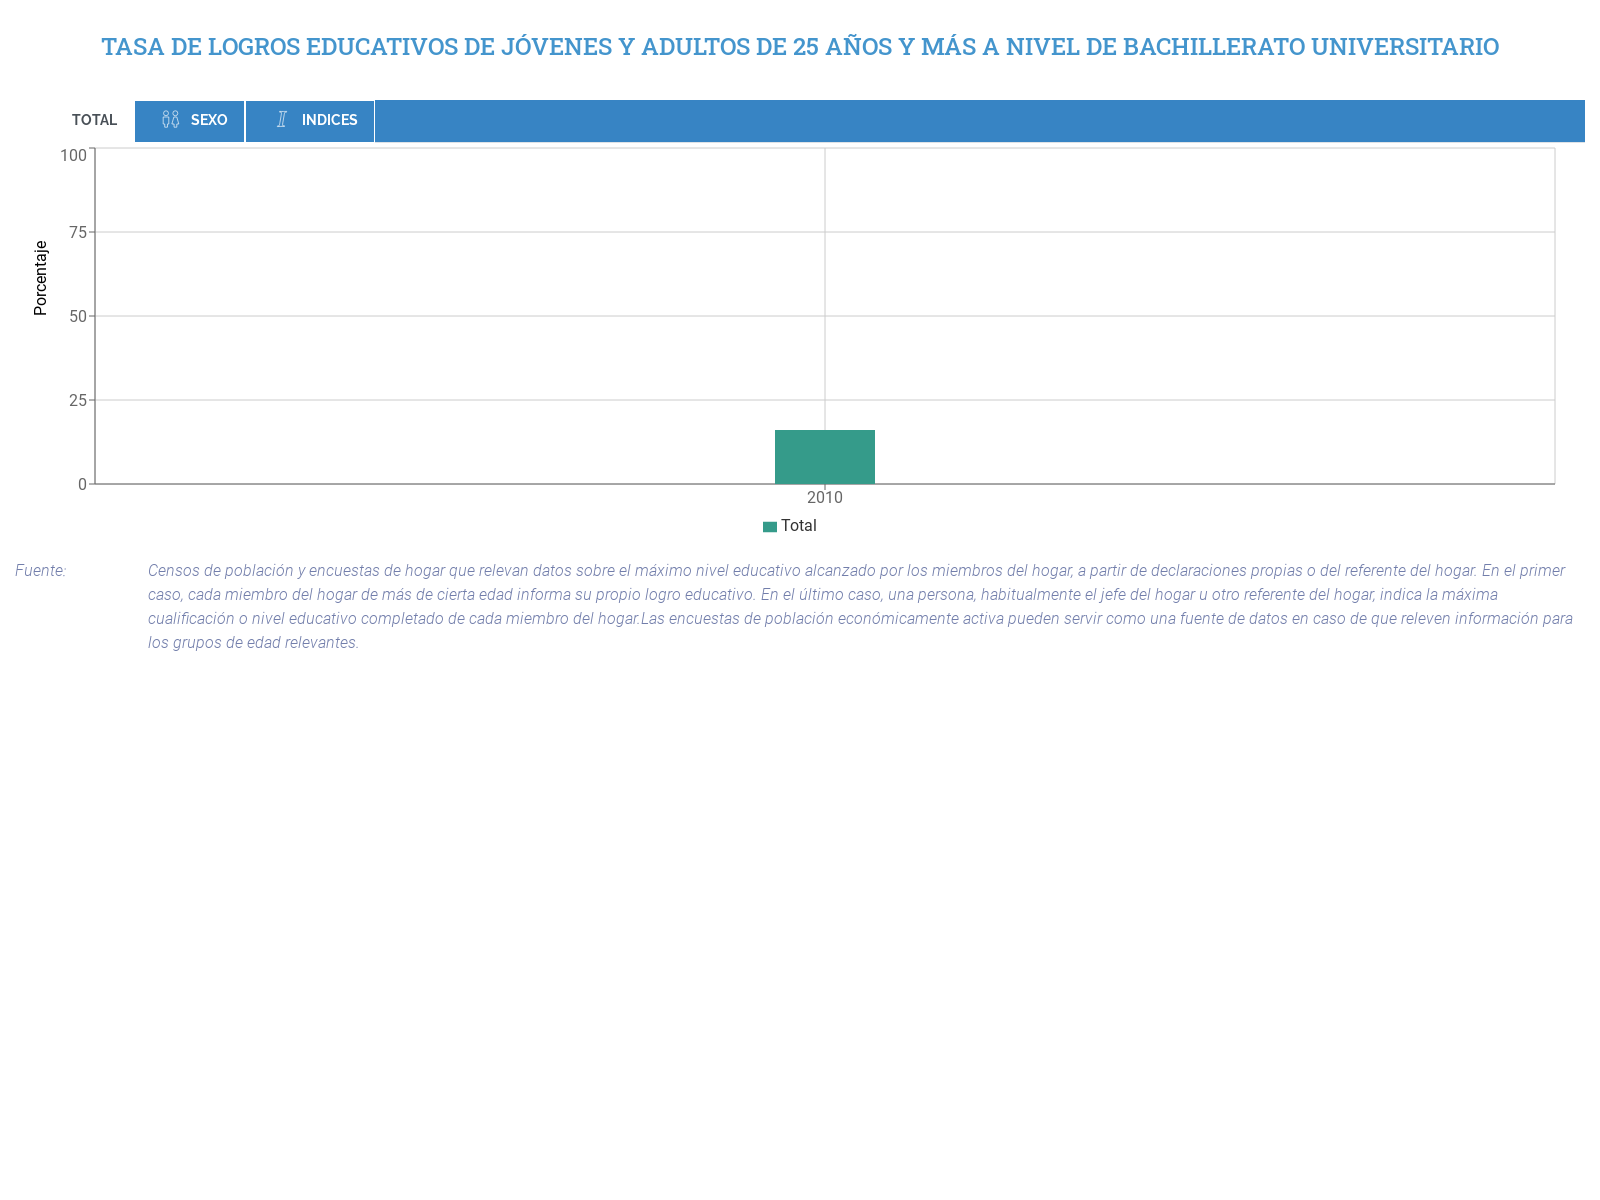 TASA DE LOGROS EDUCATIVOS DE JÓVENES Y ADULTOS DE 25 AÑOS Y MÁS A NIVEL DE BACHILLERATO UNIVERSITARIO
TOTAL SEXO INDICES
100
75
50
25
0
Porcentaje
2010
Total
Fuente: Censos de población y encuestas de hogar que relevan datos sobre el máximo nivel educativo alcanzado por los miembros del hogar, a partir de declaraciones propias o del referente del hogar. En el primer
caso, cada miembro del hogar de más de cierta edad informa su propio logro educativo. En el último caso, una persona, habitualmente el jefe del hogar u otro referente del hogar, indica la máxima
cualificación o nivel educativo completado de cada miembro del hogar.Las encuestas de población económicamente activa pueden servir como una fuente de datos en caso de que releven información para
los grupos de edad relevantes.